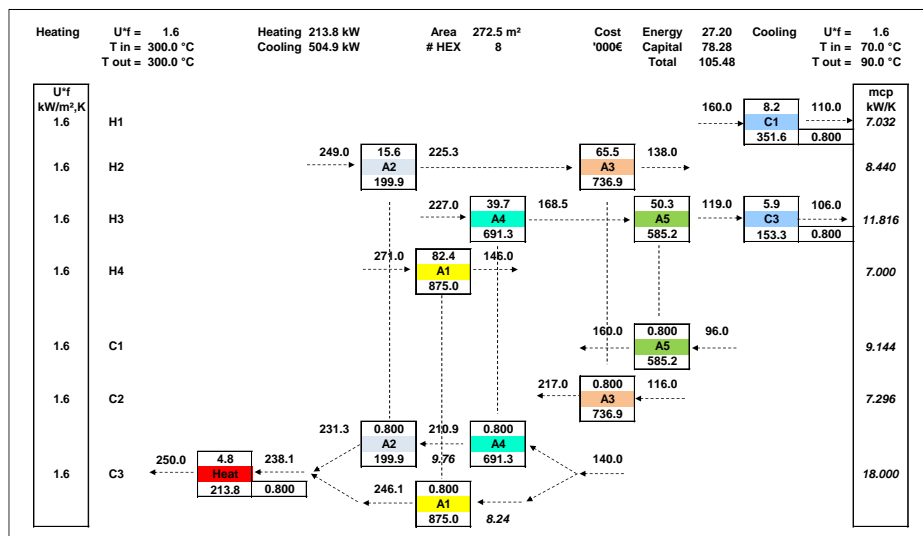 Heating U*f = 1.6 Heating 213.8 kW Area 272.5 m² Cost Energy 27.20 Cooling U*f = 1.6
T in = 300.0 °C Cooling 504.9 kW # HEX 8 '000€ Capital 78.28 T in = 70.0 °C
T out = 300.0 °C Total 105.48 T out = 90.0 °C
U*f mcp
kW/m²,K 160.0 8.2 110.0 kW/K
1.6 H1 C1 7.032
351.6 0.800
249.0 15.6 225.3 65.5 138.0
1.6 H2 A2 A3 8.440
199.9 736.9
227.0 39.7 168.5 50.3 119.0 5.9 106.0
1.6 H3 A4 A5 C3 11.816
691.3 585.2 153.3 0.800
271.0 82.4 146.0
1.6 H4 A1 7.000
875.0
160.0 0.800 96.0
1.6 C1 A5 9.144
585.2
217.0 0.800 116.0
1.6 C2 A3 7.296
736.9
231.3 0.800 210.9 0.800
A2 A4
250.0 4.8 238.1 199.9 9.76 691.3 140.0
1.6 C3 Heat 18.000
213.8 0.800 246.1 0.800
A1
875.0 8.24